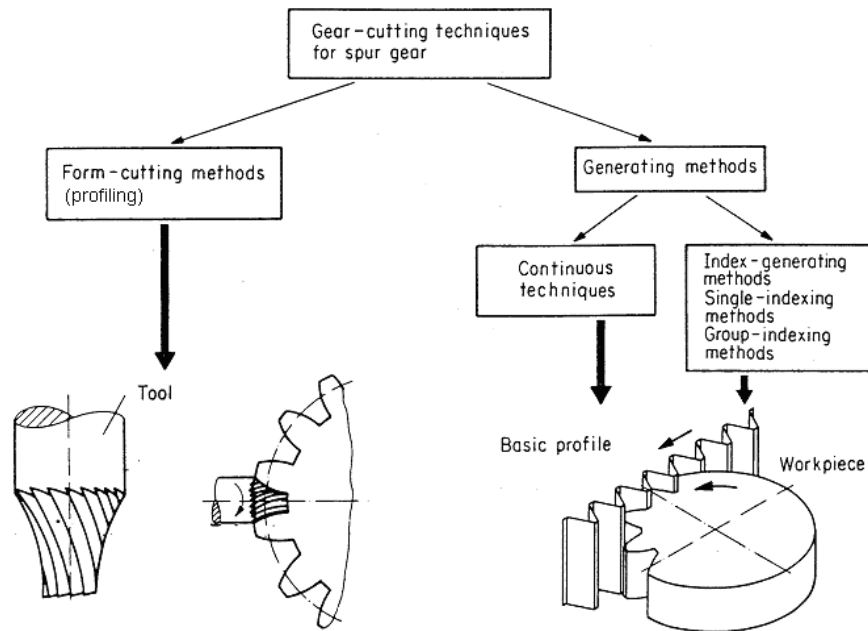 Gear-cutting techniques
for spur gear
Form-cutting methods
(profiling)
Generating methods
Continuous
techniques
Index-generating
methods
Single-indexing
methods
Group-indexing
methods
Tool
Basic profile
Workpiece